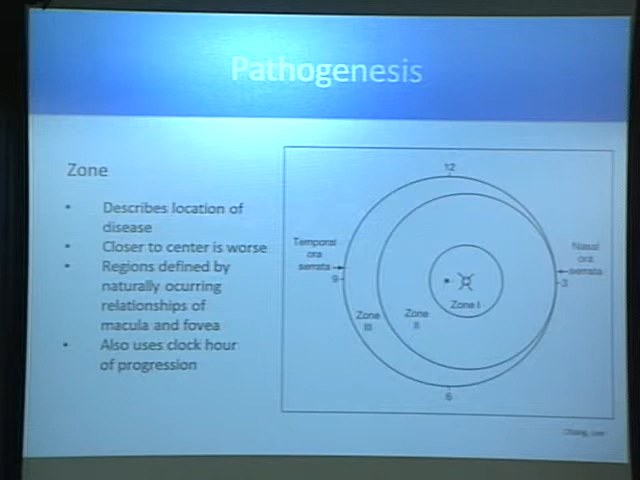 Pathogenesis
Zone
• Describes location of
disease
• Closer to center is worse
• Regions defined by
naturally ocurring
relationships of
macula and fovea
• Also uses clock hour
of progression
12
Temporal
ora
serrata
9
Nasal
ora
serrata
3
Zone I
Zone
II
Zone
III
6